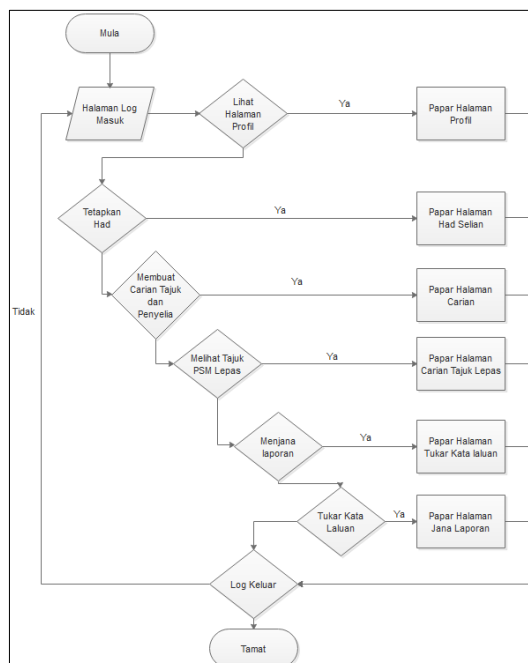 Mula
Halaman Log
Masuk
Lihat
Halaman
Profil
Ya
Papar Halaman
Profil
Tetapkan
Had
Ya
Papar Halaman
Had Selian
Membuat
Carian Tajuk
dan
Penyelia
Ya
Papar Halaman
Carian
Tidak
Melihat Tajuk
PSM Lepas
Ya
Papar Halaman
Carian Tajuk Lepas
Menjana
laporan
Ya
Papar Halaman
Tukar Kata laluan
Tukar Kata
Laluan
Ya
Papar Halaman
Jana Laporan
Log Keluar
Tamat